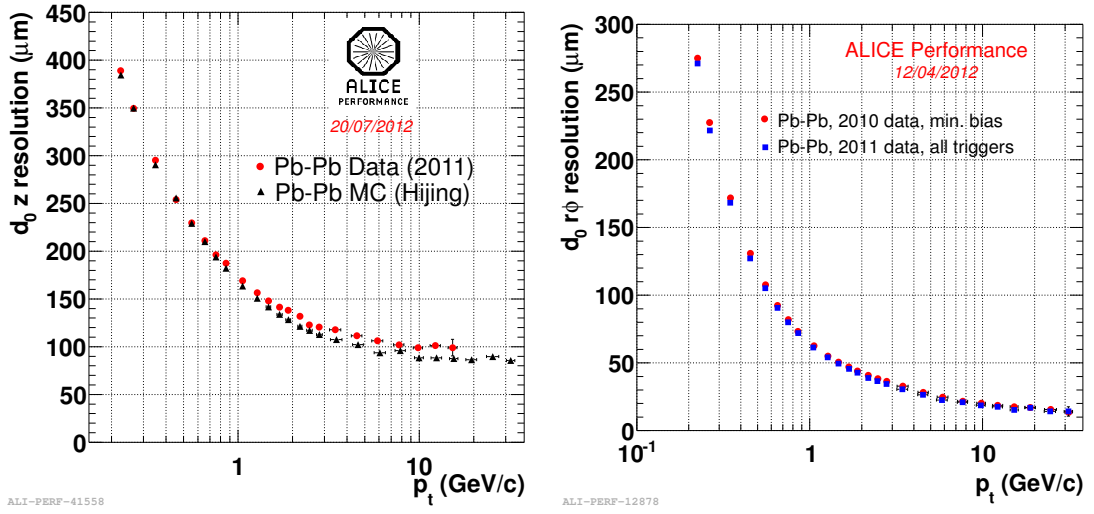 450
400
350
300
250
200
150
100
50
0
d₀ z resolution (μm)
ALICE
PERFORMANCE
20/07/2012
Pb-Pb Data (2011)
Pb-Pb MC (Hijing)
1
10
pₜ (GeV/c)
ALI-PERF-41558
300
250
200
150
100
50
0
d₀ rϕ resolution (μm)
ALICE Performance
12/04/2012
Pb-Pb, 2010 data, min. bias
Pb-Pb, 2011 data, all triggers
10⁻¹
1
10
pₜ (GeV/c)
ALI-PERF-12878